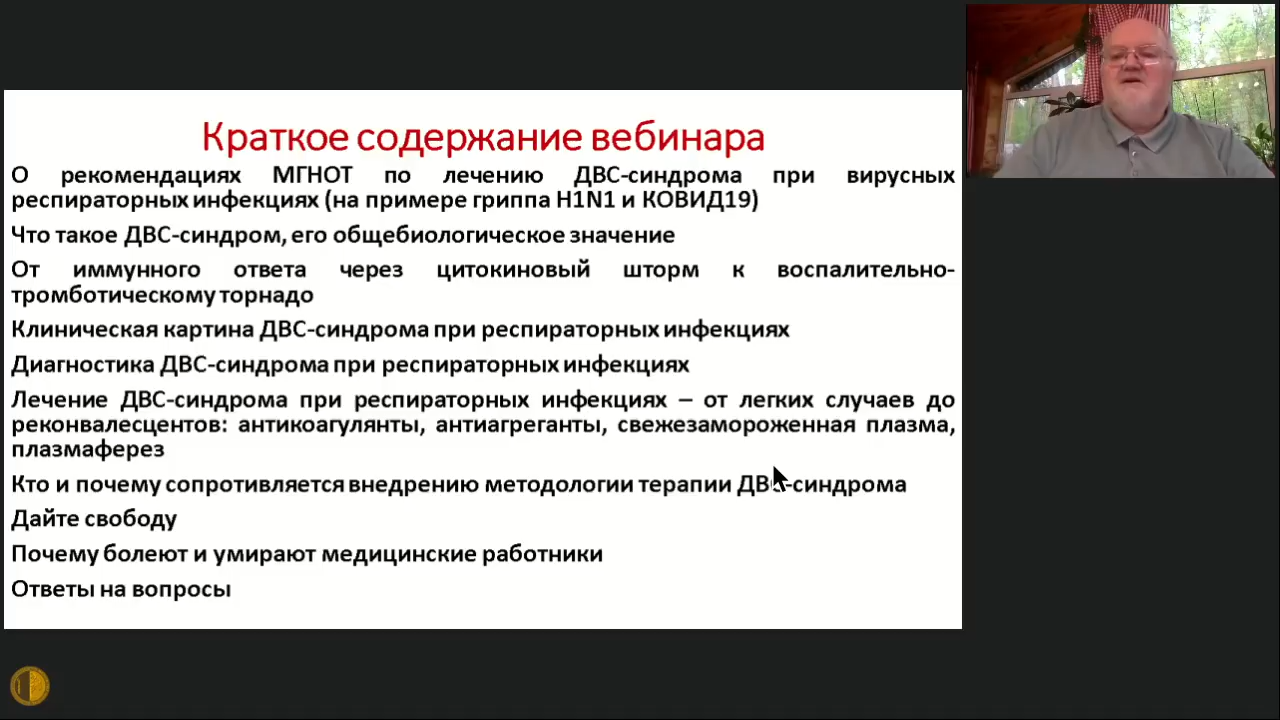 Краткое содержание вебинара
О рекомендациях МГНОТ по лечению ДВС-синдрома при вирусных
респираторных инфекциях (на примере гриппа H1N1 и КОВИД19)
Что такое ДВС-синдром, его общебиологическое значение
От иммунного ответа через цитокиновый шторм к воспалительно-
тромботическому торнадо
Клиническая картина ДВС-синдрома при респираторных инфекциях
Диагностика ДВС-синдрома при респираторных инфекциях
Лечение ДВС-синдрома при респираторных инфекциях – от легких случаев до
реконвалесцентов: антикоагулянты, антиагреганты, свежезамороженная плазма,
плазмаферез
Кто и почему сопротивляется внедрению методологии терапии ДВС-синдрома
Дайте свободу
Почему болеют и умирают медицинские работники
Ответы на вопросы